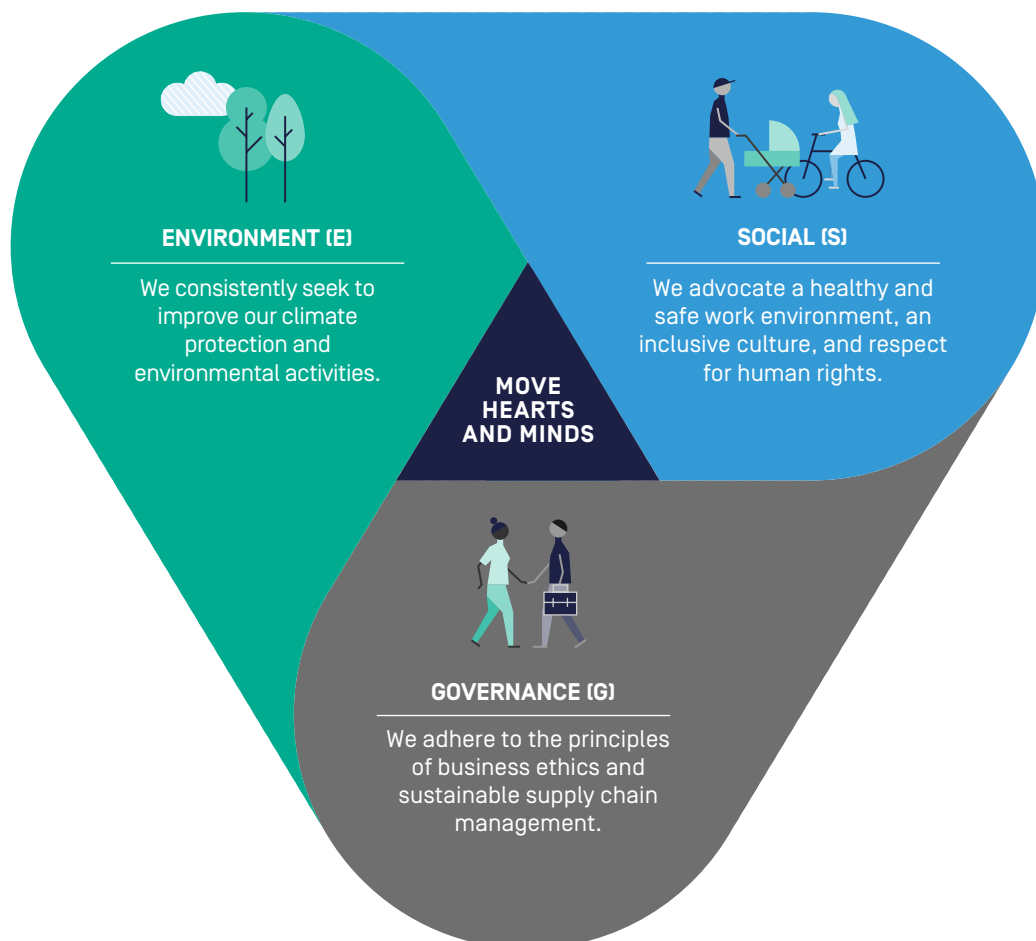 ENVIRONMENT (E)
We consistently seek to
improve our climate
protection and
environmental activities.
SOCIAL (S)
We advocate a healthy and
safe work environment, an
inclusive culture, and respect
for human rights.
MOVE
HEARTS
AND MINDS
GOVERNANCE (G)
We adhere to the principles
of business ethics and
sustainable supply chain
management.